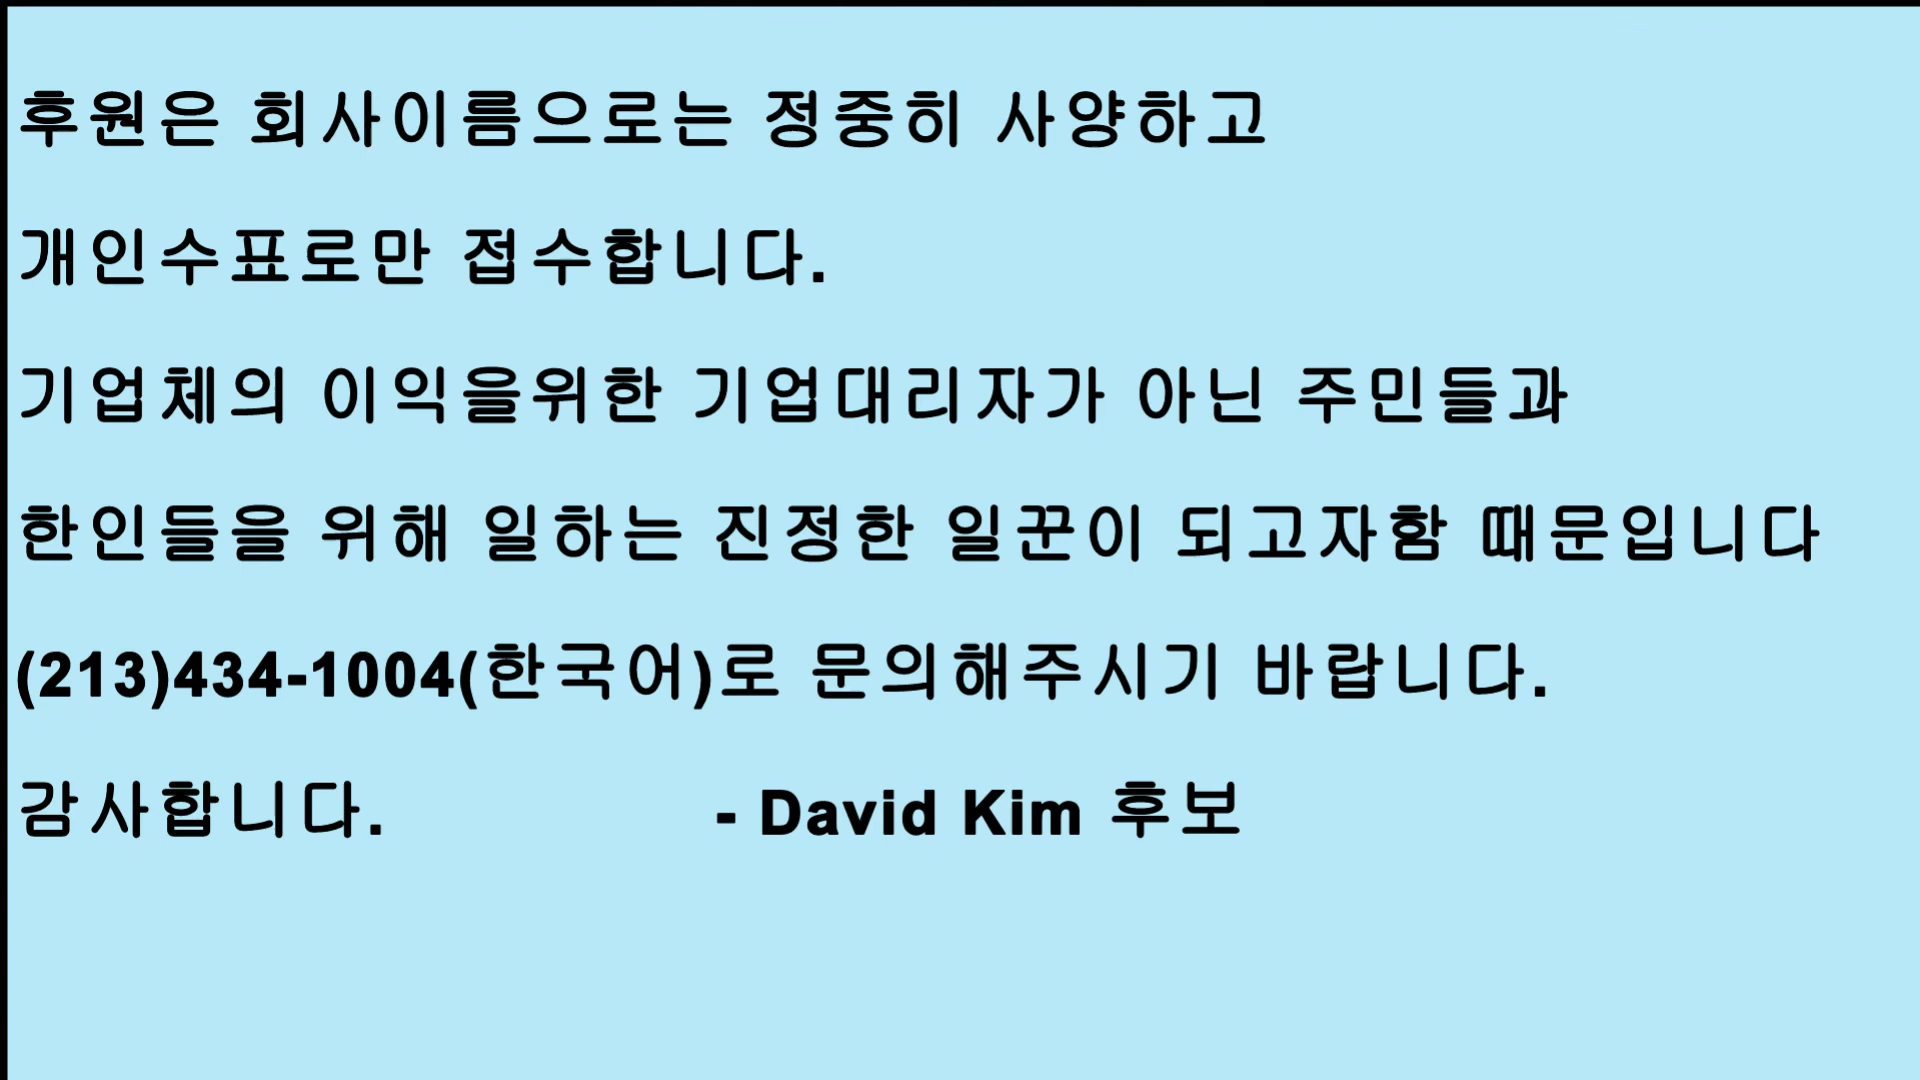 후원은 회사이름으로는 정중히 사양하고
개인수표로만 접수합니다.
기업체의 이익을위한 기업대리자가 아닌 주민들과
한인들을 위해 일하는 진정한 일꾼이 되고자함 때문입니다
(213)434-1004(한국어)로 문의해주시기 바랍니다.
감사합니다. - David Kim 후보